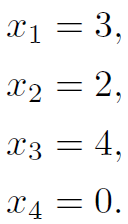 x₁ = 3,
x₂ = 2,
x₃ = 4,
x₄ = 0.